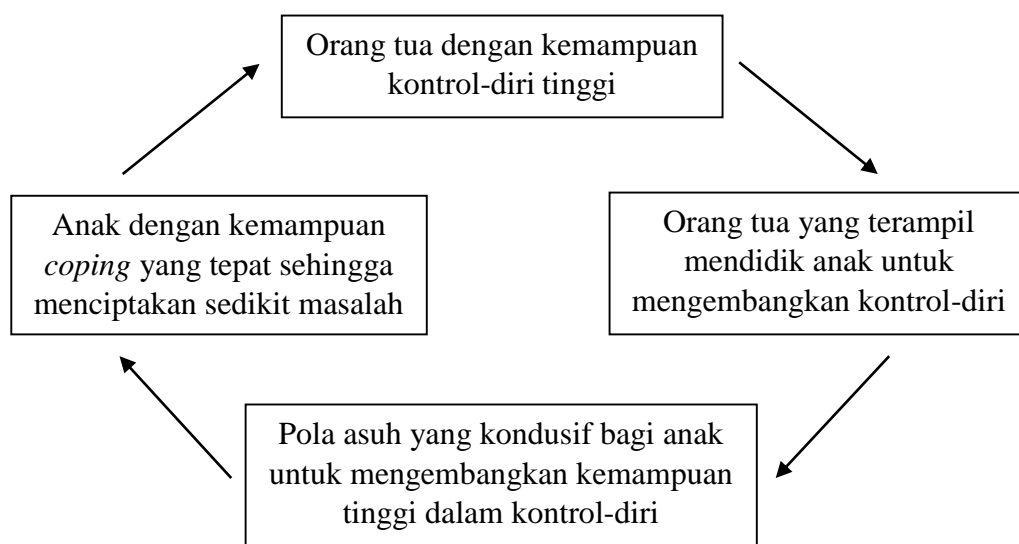 Orang tua dengan kemampuan
kontrol-diri tinggi
Orang tua yang terampil
mendidik anak untuk
mengembangkan kontrol-diri
Pola asuh yang kondusif bagi anak
untuk mengembangkan kemampuan
tinggi dalam kontrol-diri
Anak dengan kemampuan
coping yang tepat sehingga
menciptakan sedikit masalah